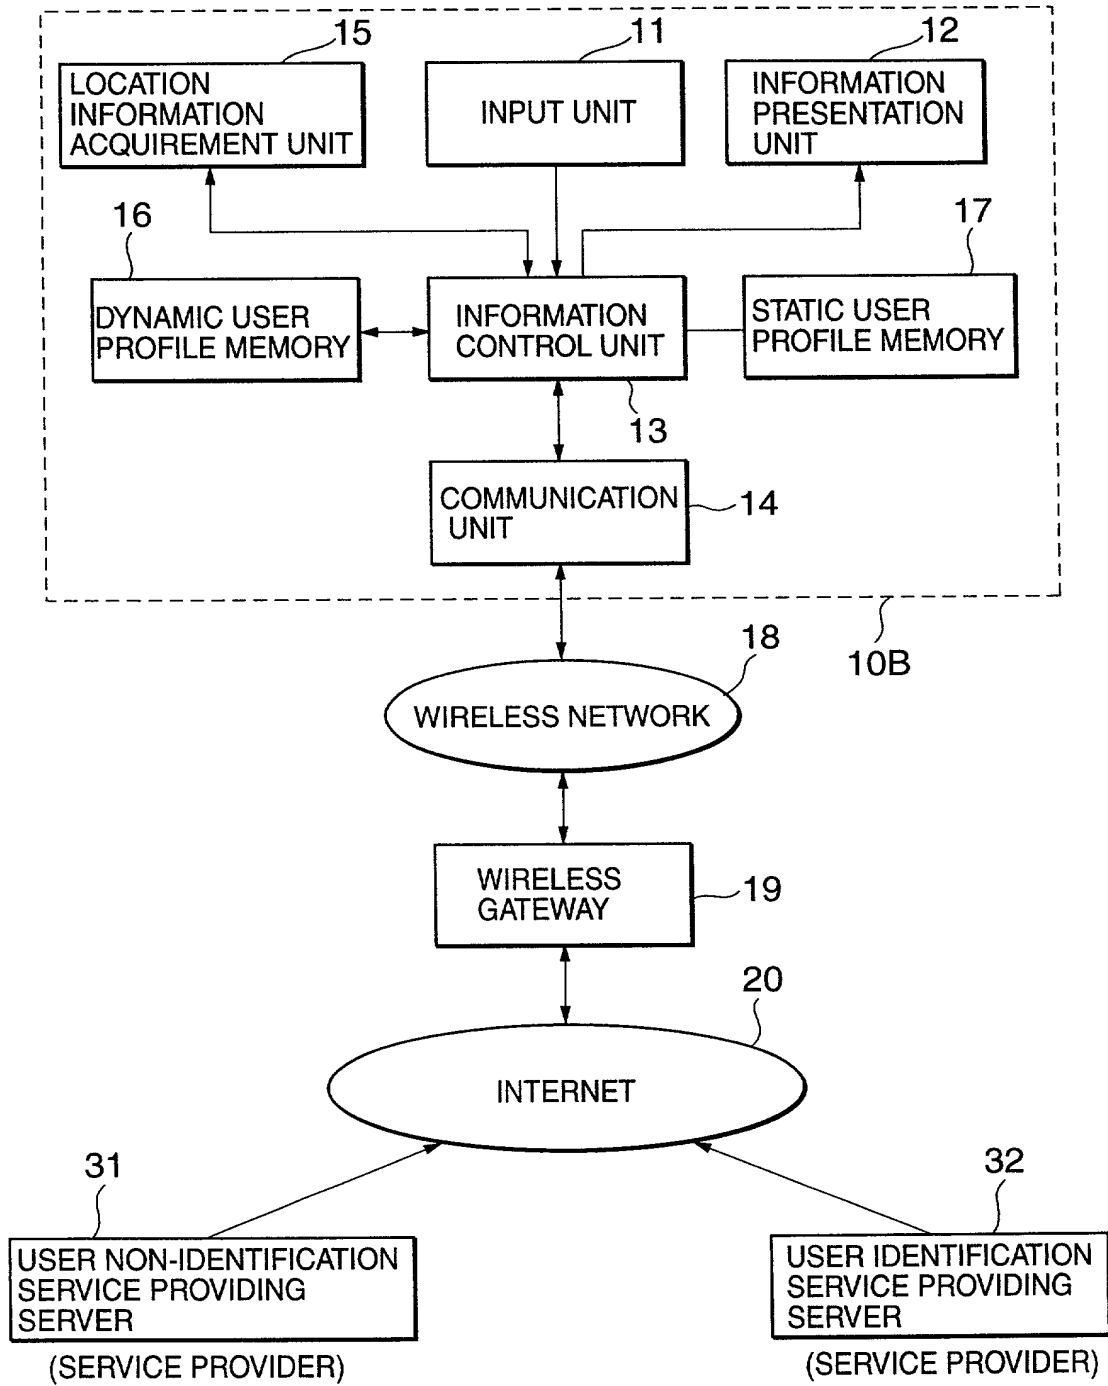 15
11
12
LOCATION
INFORMATION
ACQUIREMENT UNIT
INPUT UNIT
INFORMATION
PRESENTATION
UNIT
16
17
DYNAMIC USER
PROFILE MEMORY
INFORMATION
CONTROL UNIT
STATIC USER
PROFILE MEMORY
13
COMMUNICATION
UNIT
14
10B
18
WIRELESS NETWORK
WIRELESS
GATEWAY
19
20
INTERNET
31
32
USER NON-IDENTIFICATION
SERVICE PROVIDING
SERVER
(SERVICE PROVIDER)
USER IDENTIFICATION
SERVICE PROVIDING
SERVER
(SERVICE PROVIDER)